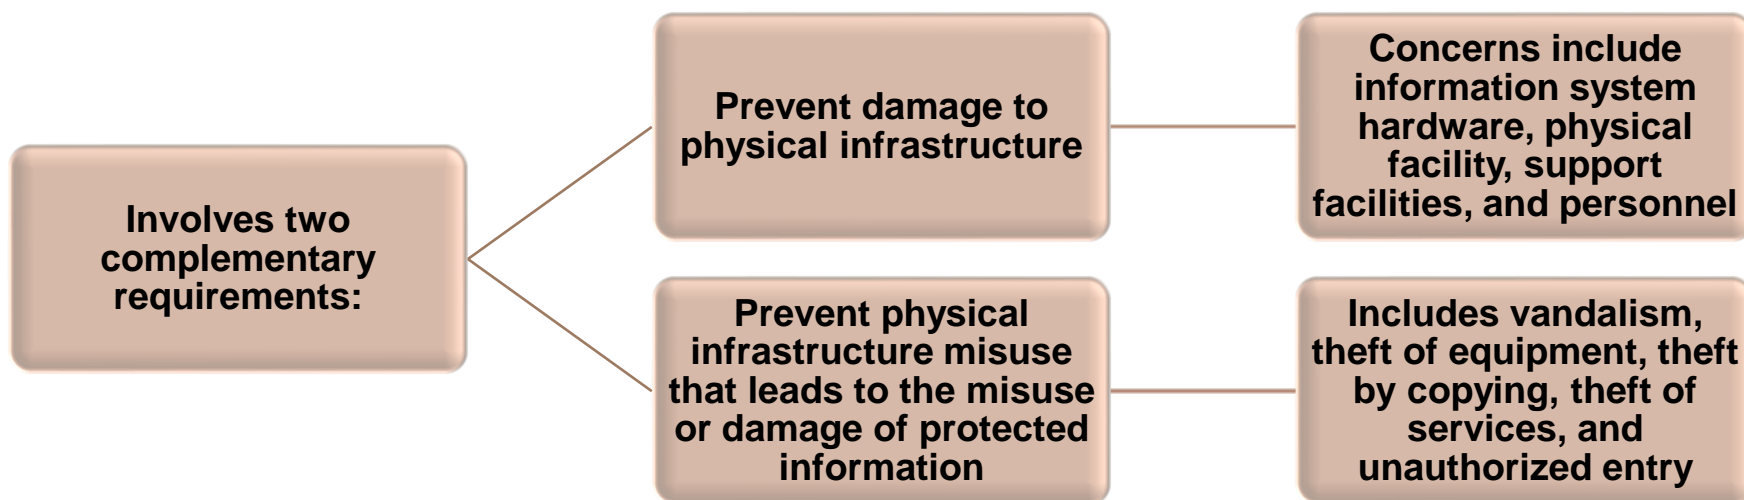 Involves two
complementary
requirements:
Prevent damage to
physical infrastructure
Concerns include
information system
hardware, physical
facility, support
facilities, and personnel
Prevent physical
infrastructure misuse
that leads to the misuse
or damage of protected
information
Includes vandalism,
theft of equipment, theft
by copying, theft of
services, and
unauthorized entry